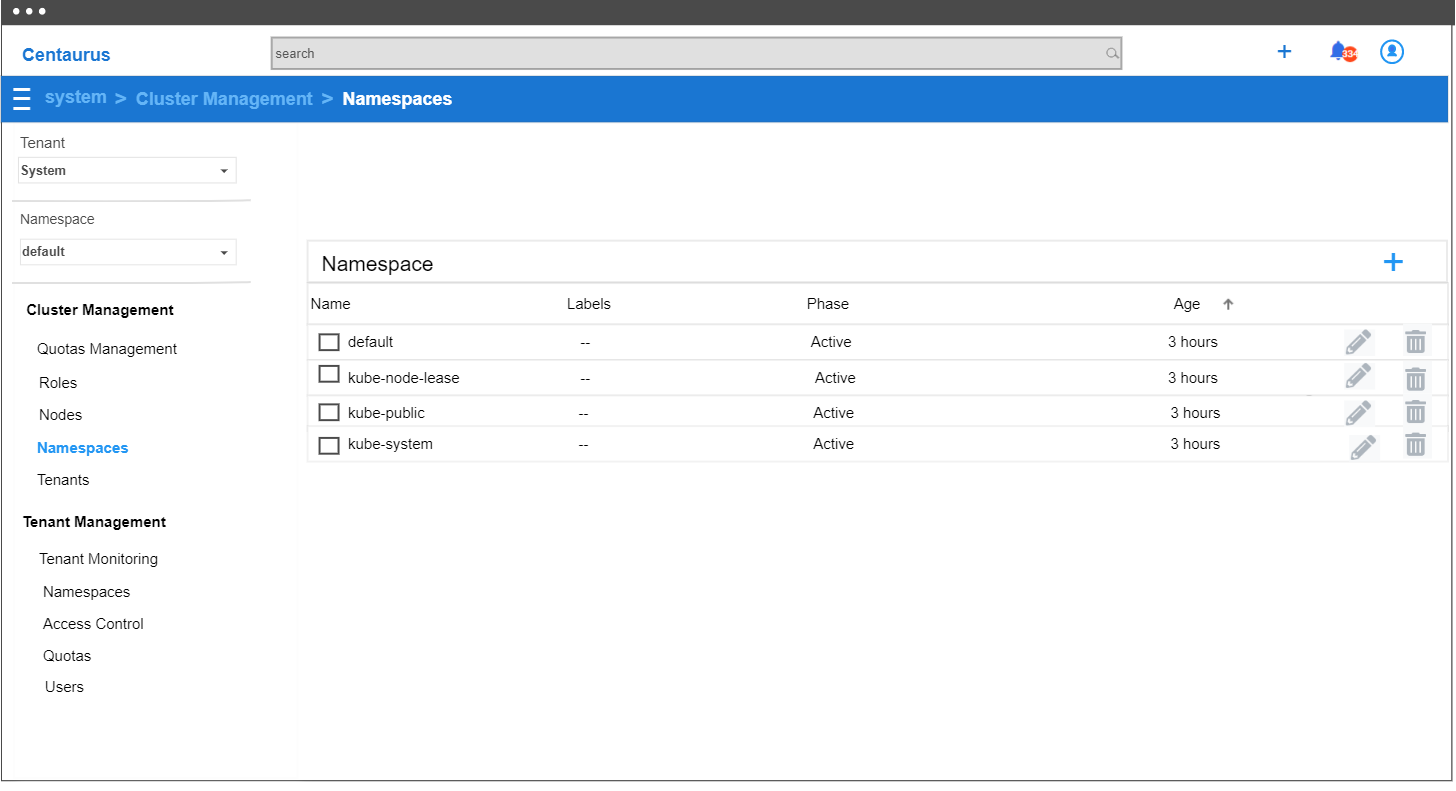 Centaurus
search
334
system > Cluster Management > Namespaces
Tenant
System
Namespace
default
Cluster Management
Quotas Management
Roles
Nodes
Namespaces
Tenants
Tenant Management
Tenant Monitoring
Namespaces
Access Control
Quotas
Users
Namespace
Name Labels Phase Age
default -- Active 3 hours
kube-node-lease -- Active 3 hours
kube-public -- Active 3 hours
kube-system -- Active 3 hours